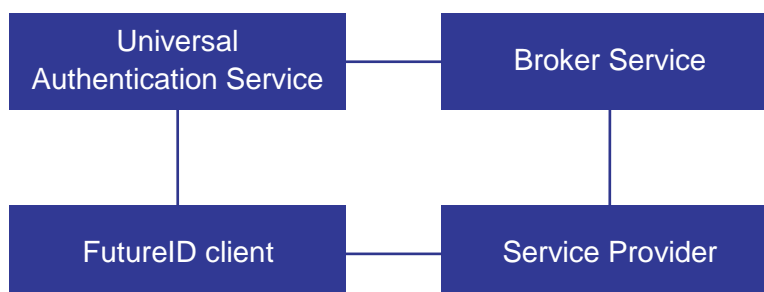 Universal
Authentication Service
Broker Service
FutureID client
Service Provider